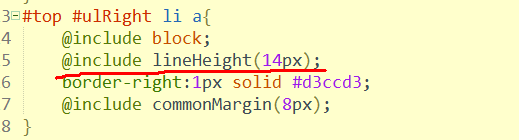 3 #top #ulRight li a{
4 @include block;
5 @include lineHeight(14px);
6 border-right:1px solid #d3ccd3;
7 @include commonMargin(8px);
8 }